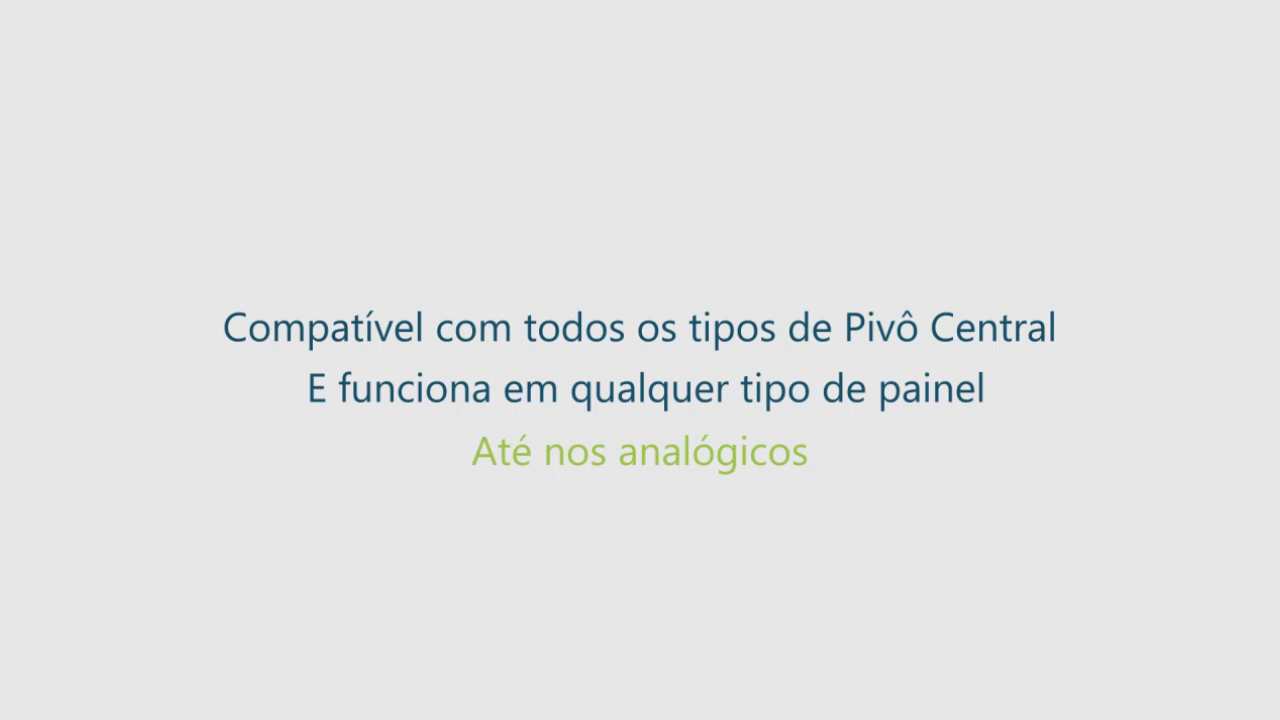 Compatível com todos os tipos de Pivô Central
E funciona em qualquer tipo de painel
Até nos analógicos